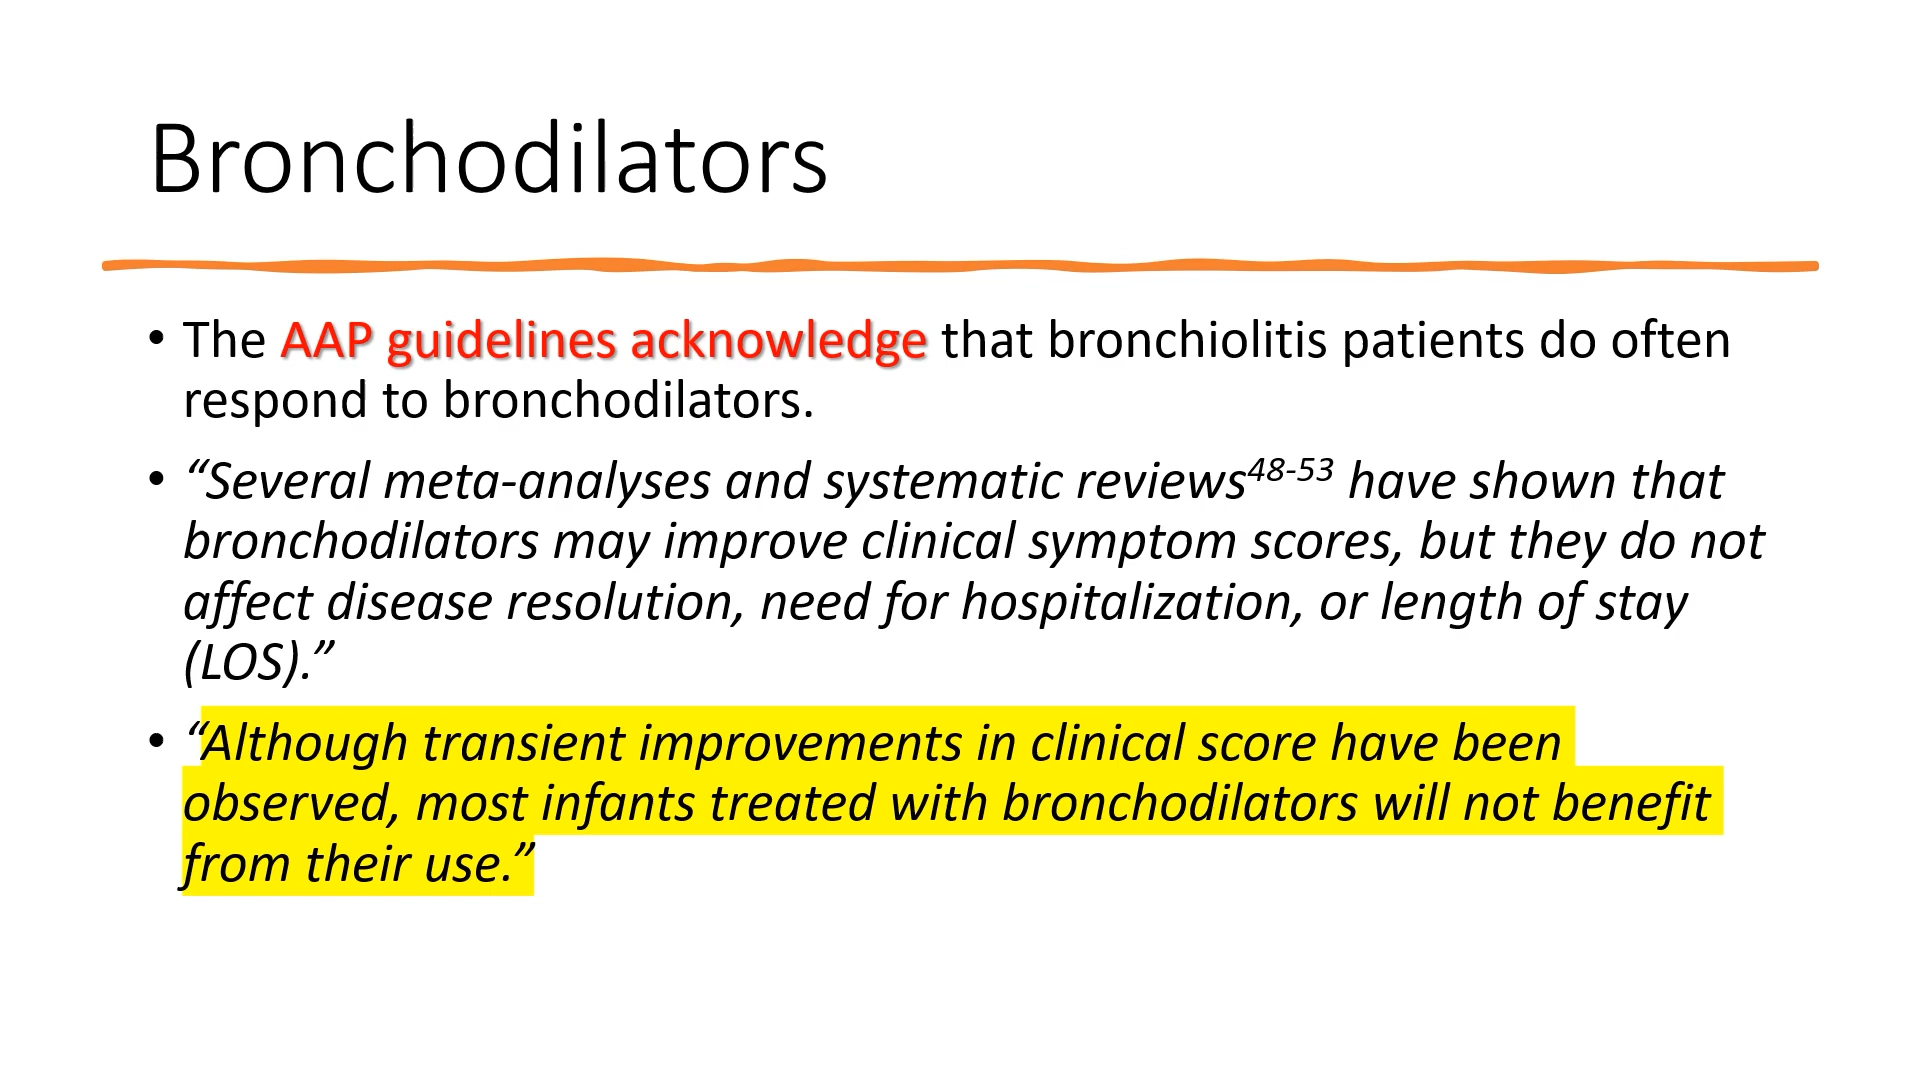 Bronchodilators
• The AAP guidelines acknowledge that bronchiolitis patients do often
respond to bronchodilators.
• “Several meta-analyses and systematic reviews48-53 have shown that
bronchodilators may improve clinical symptom scores, but they do not
affect disease resolution, need for hospitalization, or length of stay
(LOS).”
• “Although transient improvements in clinical score have been
observed, most infants treated with bronchodilators will not benefit
from their use.”